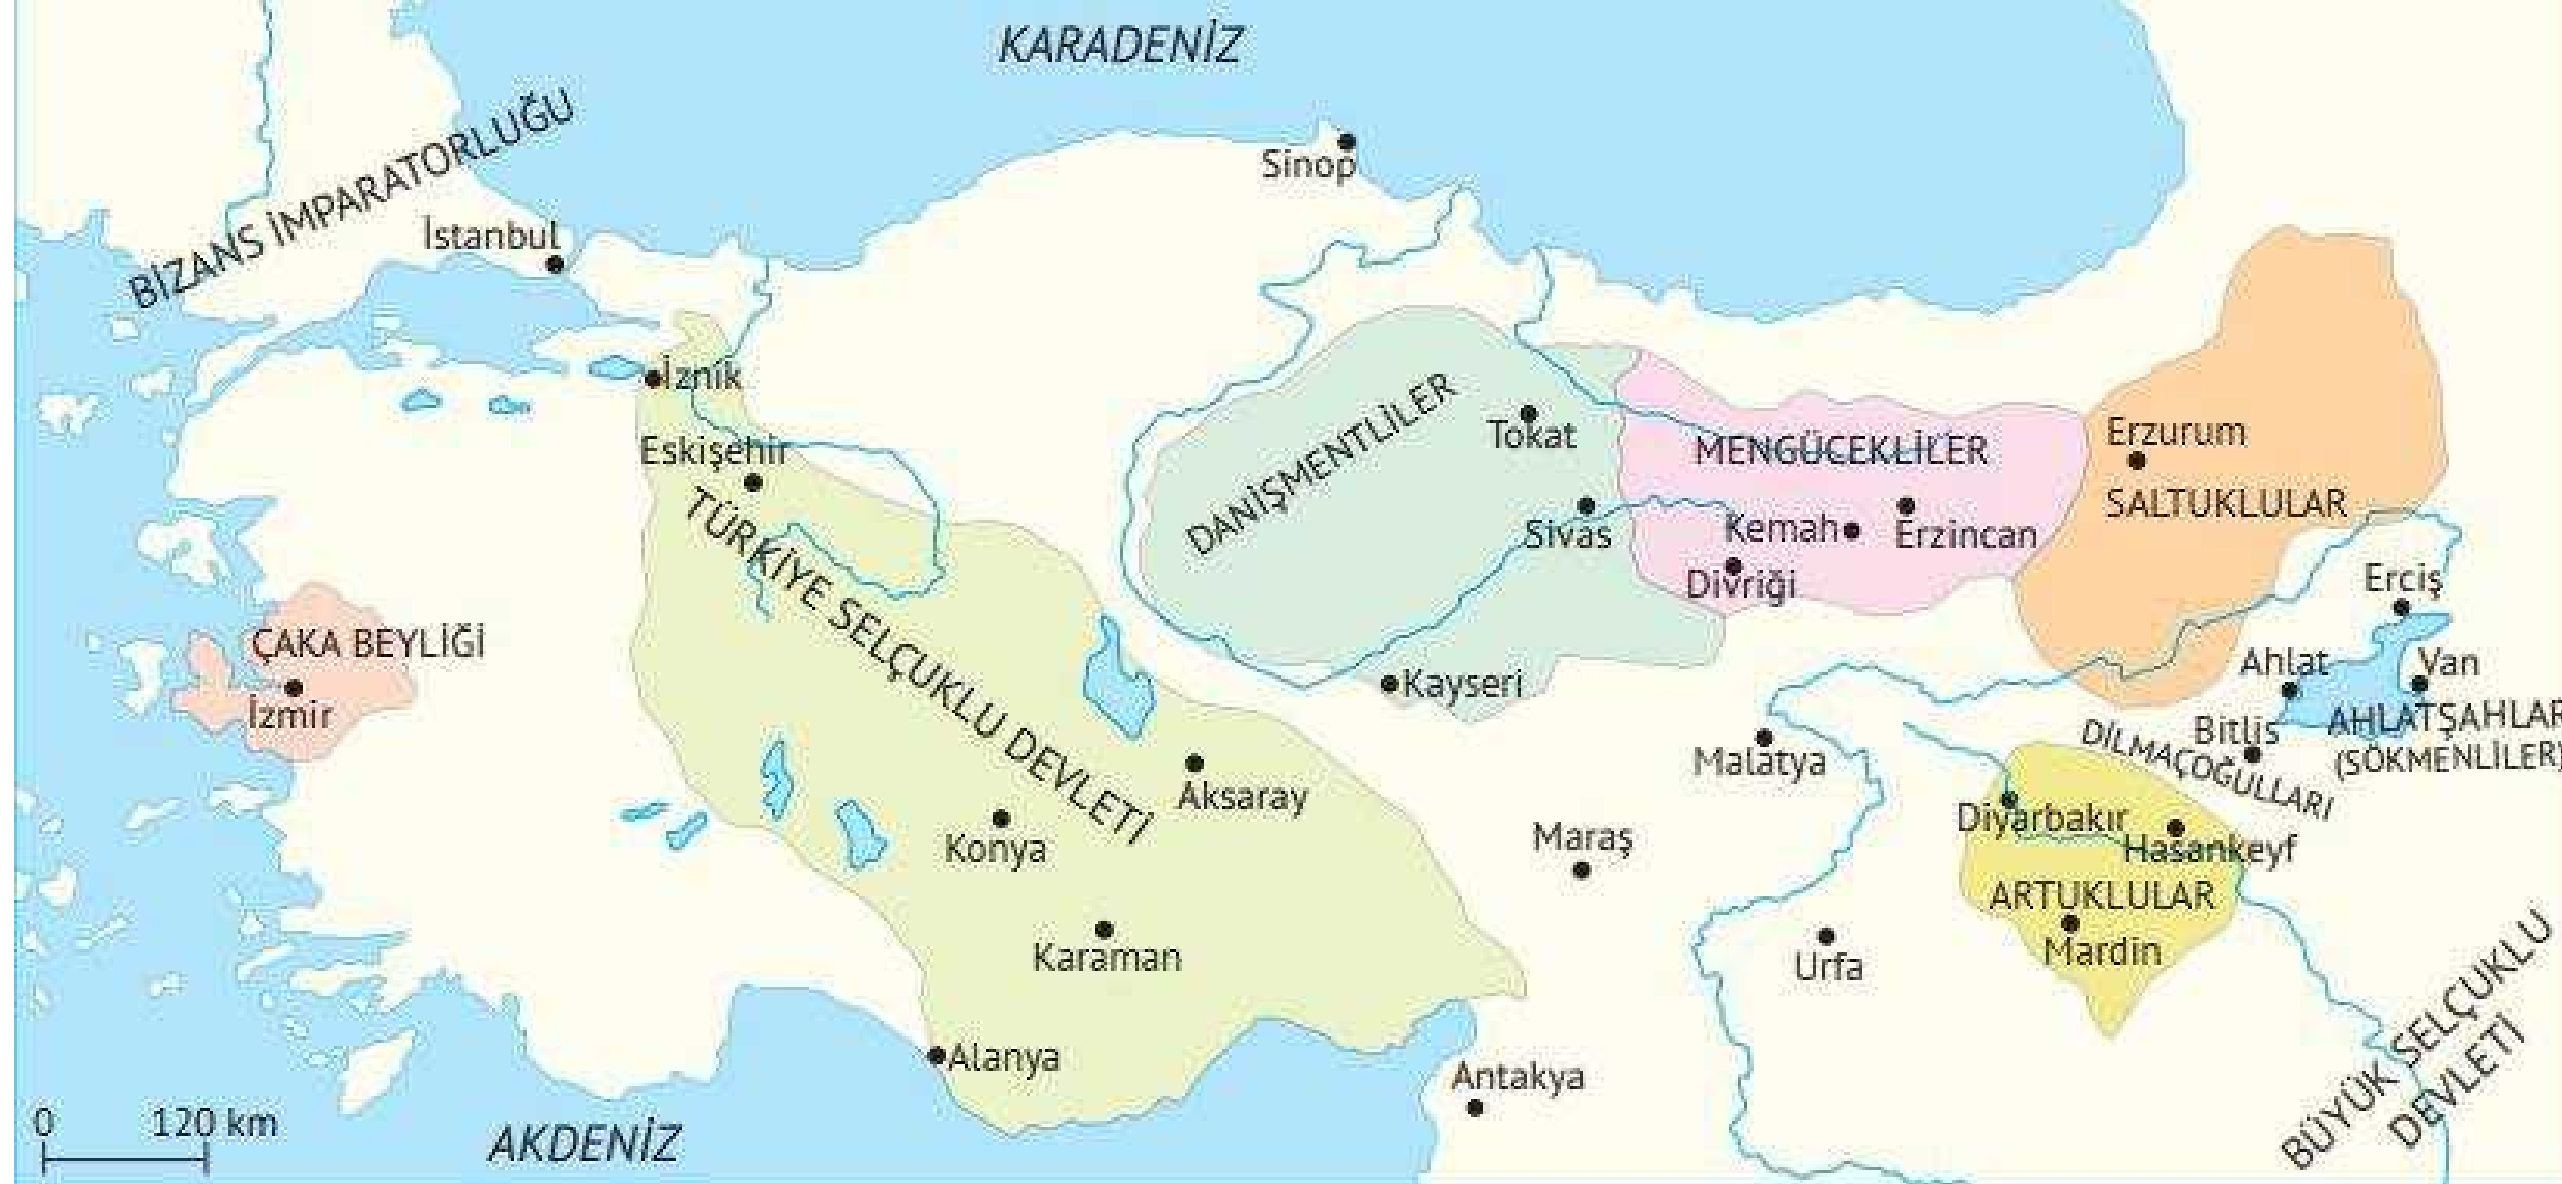 KARADENİZ
BİZANS İMPARATORLUĞU
Sinop
İstanbul
İznik
Eskişehir
TÜRKİYE SELÇUKLU DEVLETİ
DANİŞMENTLİLER
Tokat
Sivas
Kayseri
MENGÜCEKLİLER
Kemah
Erzincan
Divriği
Erzurum
SALTUKLULAR
Erciş
Ahlat
Van
AHLATŞAHLAR
(SÖKMENLİLER)
Bitlis
DİLMAÇOĞULLARI
ÇAKA BEYLİĞİ
İzmir
Aksaray
Konya
Karaman
Alanya
Malatya
Maraş
Urfa
Antakya
Diyarbakır
Hasankeyf
ARTUKLULAR
Mardin
BÜYÜK SELÇUKLU
DEVLETİ
AKDENİZ
0 120 km